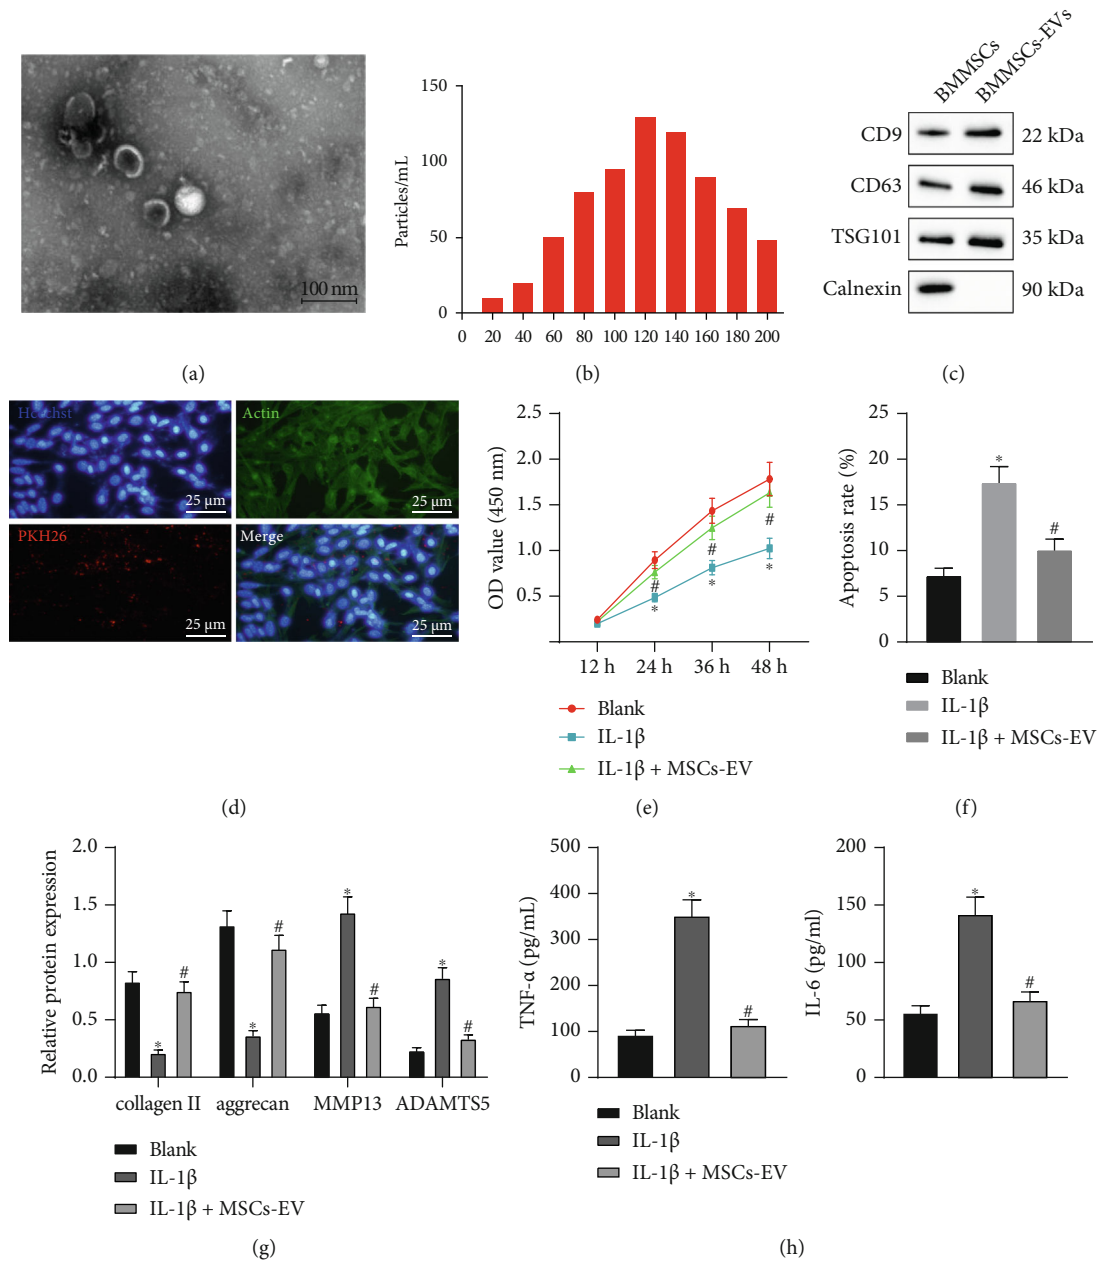 100 nm
(a)
Particles/mL
150
100
50
0
0 20 40 60 80 100 120 140 160 180 200
(b)
BMMSCs
BMMSCs-EVs
CD9 22 kDa
CD63 46 kDa
TSG101 35 kDa
Calnexin 90 kDa
(c)
Hoechst
25 μm
Actin
25 μm
PKH26
25 μm
Merge
25 μm
(d)
OD value (450 nm)
2.5
2.0
1.5
1.0
0.5
# # #
* * *
12 h 24 h 36 h 48 h
Blank
IL-1β
IL-1β + MSCs-EV
(e)
Apoptosis rate (%)
25
20
15
10
5
0
*
#
Blank
IL-1β
IL-1β + MSCs-EV
(f)
Relative protein expression
2.0
1.5
1.0
0.5
0.0
* # * # * # * #
collagen II aggrecan MMP13 ADAMTS5
Blank
IL-1β
IL-1β + MSCs-EV
(g)
TNF-α (pg/mL)
500
400
300
200
100
0
*
#
IL-6 (pg/ml)
200
150
100
50
0
*
#
Blank
IL-1β
IL-1β + MSCs-EV
(h)